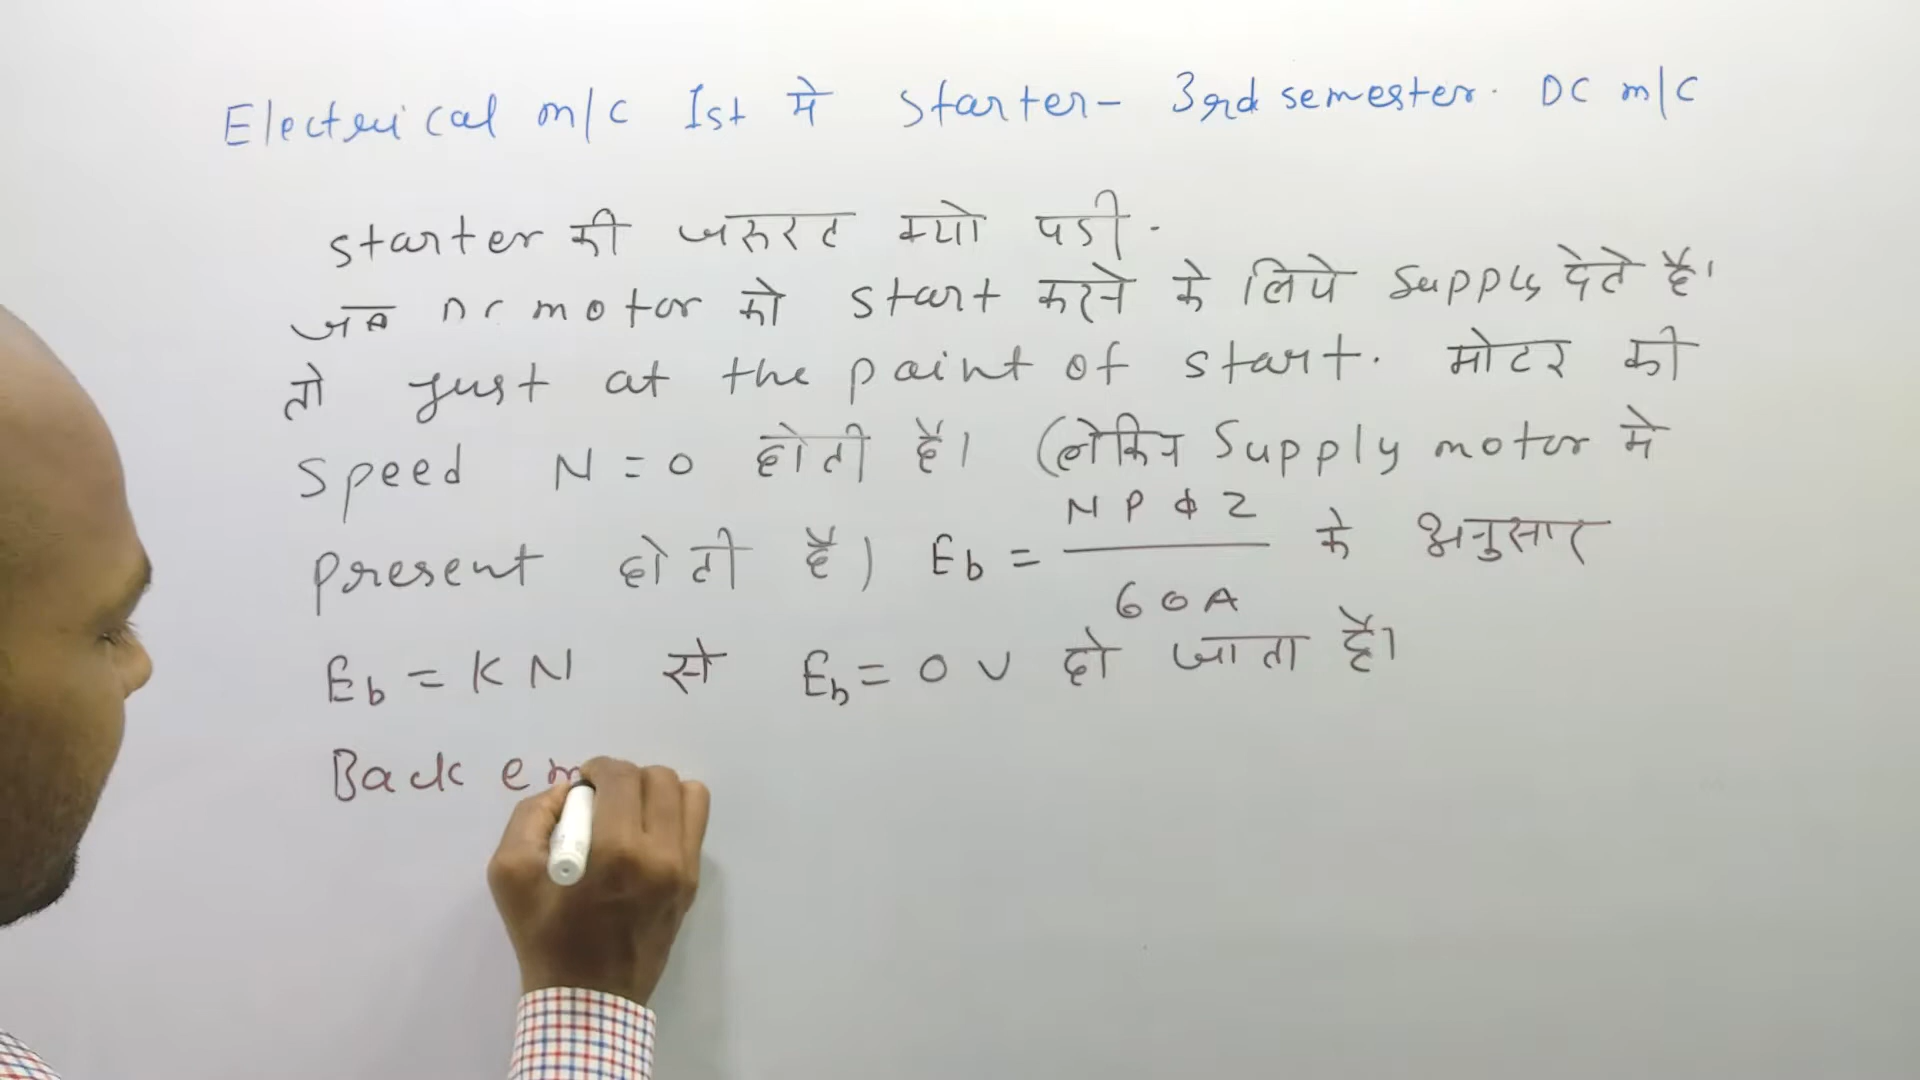 Electrical m/c Ist मे Starter - 3rd semester. DC m/c
starter की जरुरत क्यो पडी.
जब DC motor को start करने के लिये supply देते है।
तो just at the point of start. मोटर की
speed N = 0 होती है। (लेकिन Supply motor मे
present होती है) Eb = NPϕZ / 60A के अनुसार
Eb = KN से Eb = 0 V हो जाता है।
Back em